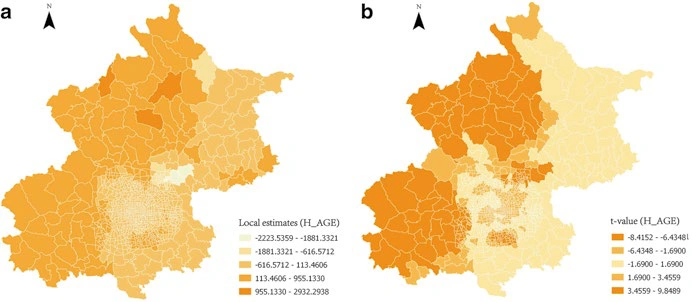 a
N
Local estimates (H_AGE)
-2223.5359 - -1881.3321
-1881.3321 - -616.5712
-616.5712 - 113.4606
113.4606 - 955.1330
955.1330 - 2932.2938
b
N
t-value (H_AGE)
-8.4152 - -6.4348
-6.4348 - -1.6900
-1.6900 - 1.6900
1.6900 - 3.4559
3.4559 - 9.8489